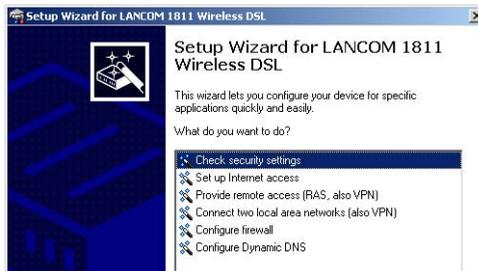 Setup Wizard for LANCOM 1811 Wireless DSL
Setup Wizard for LANCOM 1811
Wireless DSL
This wizard lets you configure your device for specific
applications quickly and easily.
What do you want to do?
Check security settings
Set up Internet access
Provide remote access (RAS, also VPN)
Connect two local area networks (also VPN)
Configure firewall
Configure Dynamic DNS